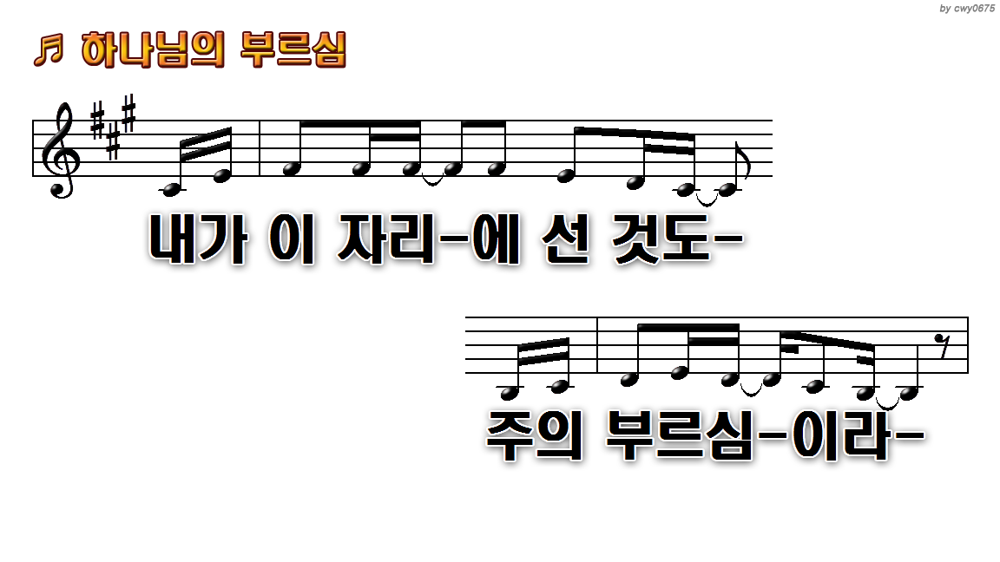 by cwy0675
♬ 하나님의 부르심
내가 이 자리-에 선 것도-
주의 부르심-이라-